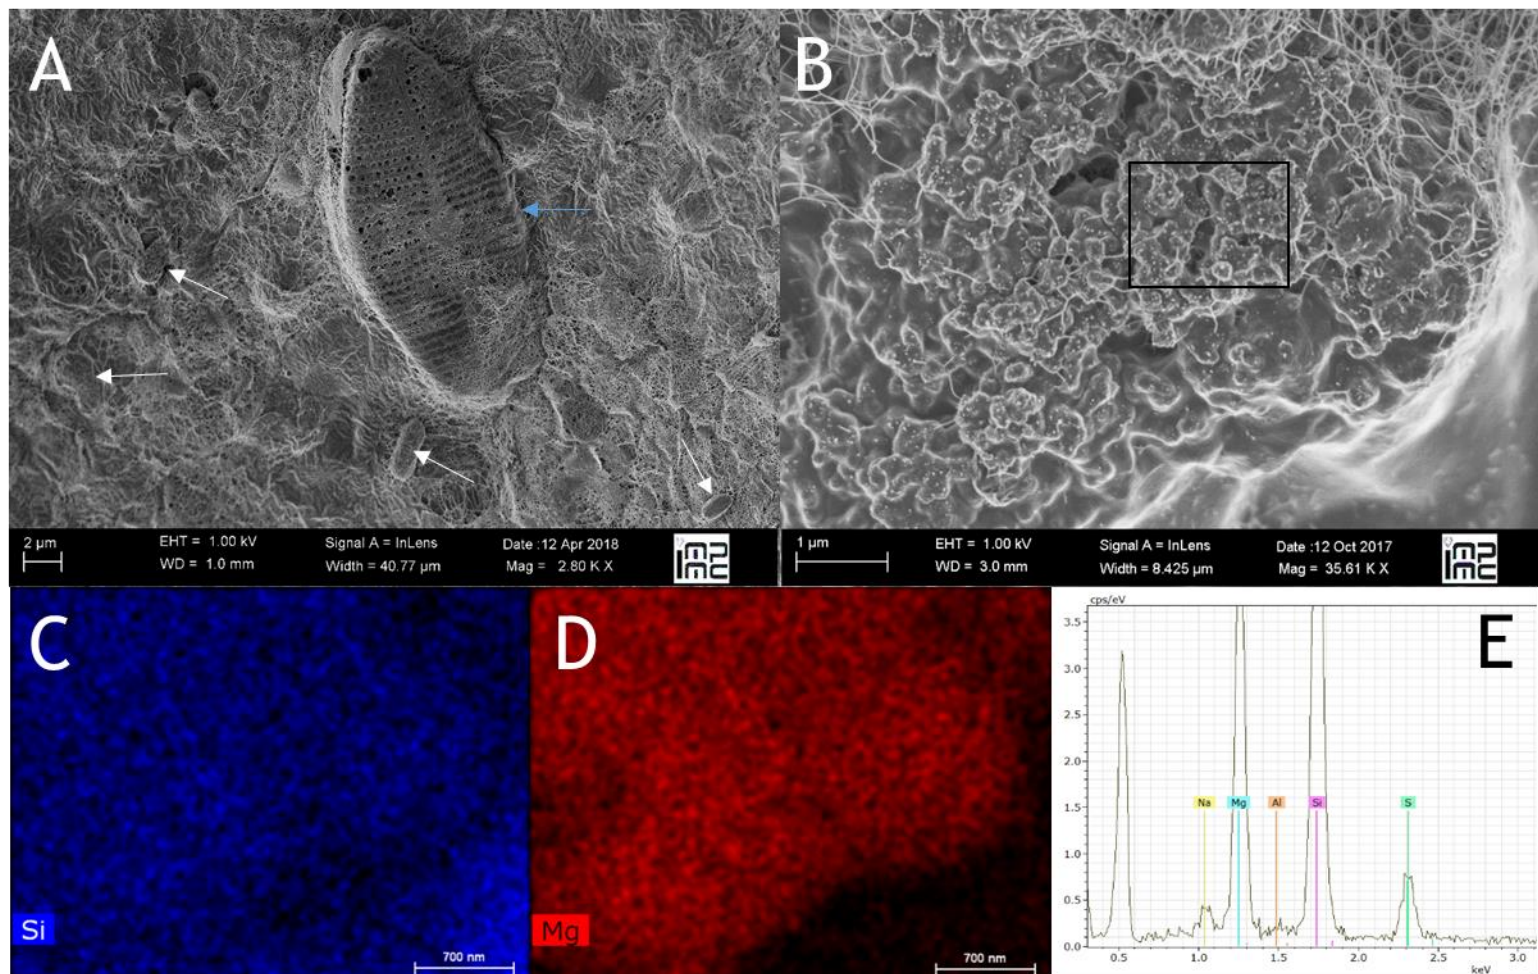 A
2 µm
EHT = 1.00 kV
WD = 1.0 mm
Signal A = InLens
Width = 40.77 µm
Date :12 Apr 2018
Mag = 2.80 K X
B
1 µm
EHT = 1.00 kV
WD = 3.0 mm
Signal A = InLens
Width = 8.425 µm
Date :12 Oct 2017
Mag = 35.61 K X
C
Si
700 nm
D
Mg
700 nm
E
cps/eV
3.5
3.0
2.5
2.0
1.5
1.0
0.5
0.0
Na Mg Al Si S
0.5 1.0 1.5 2.0 2.5 3.0
keV